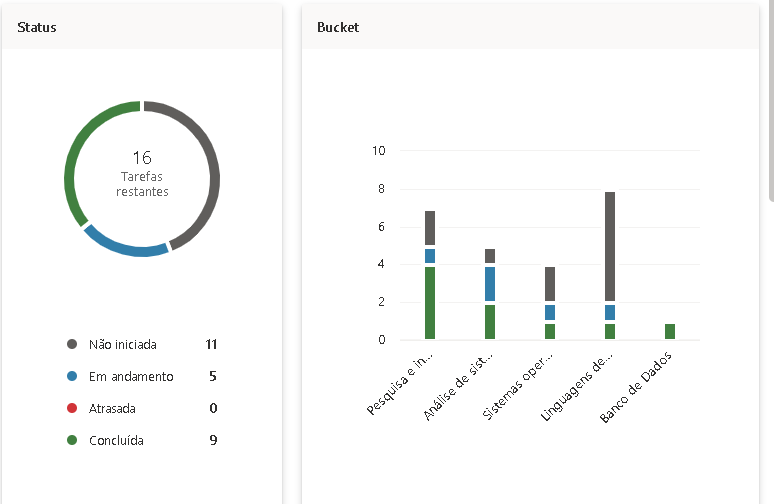 Status
16
Tarefas
restantes
Não iniciada 11
Em andamento 5
Atrasada 0
Concluída 9
Bucket
10
8
6
4
2
0
Pesquisa e in...
Análise de sist...
Sistemas oper...
Linguagens de...
Banco de Dados